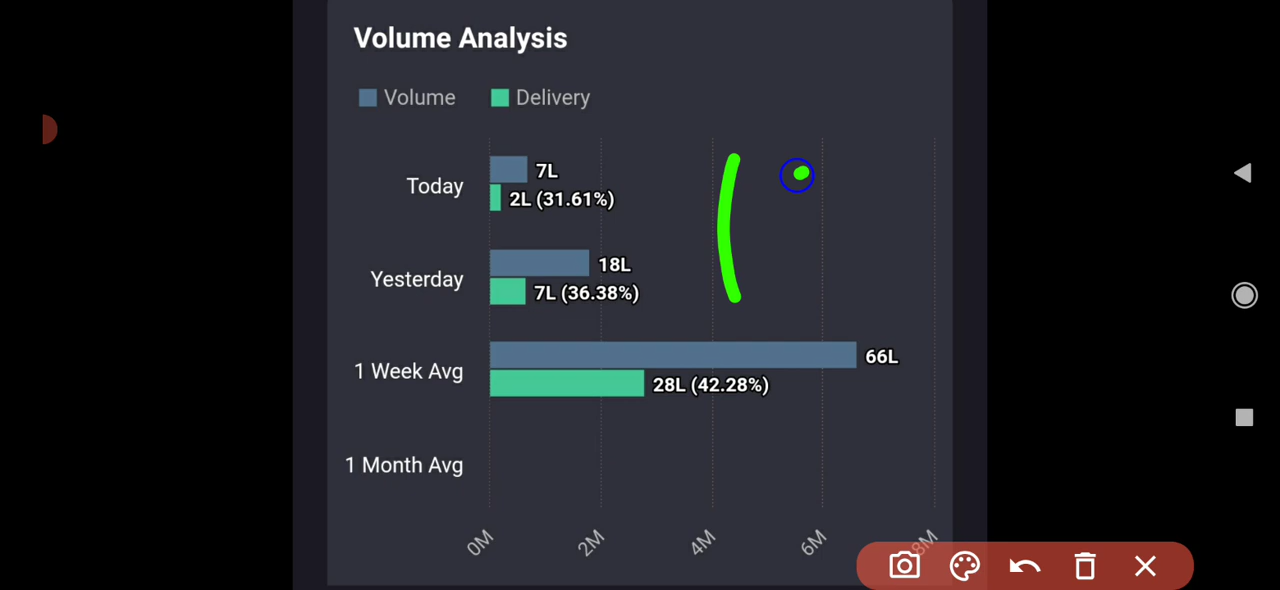 Volume Analysis
Volume Delivery
Today 7L
2L (31.61%)
Yesterday 18L
7L (36.38%)
1 Week Avg 66L
28L (42.28%)
1 Month Avg
0M 2M 4M 6M 8M